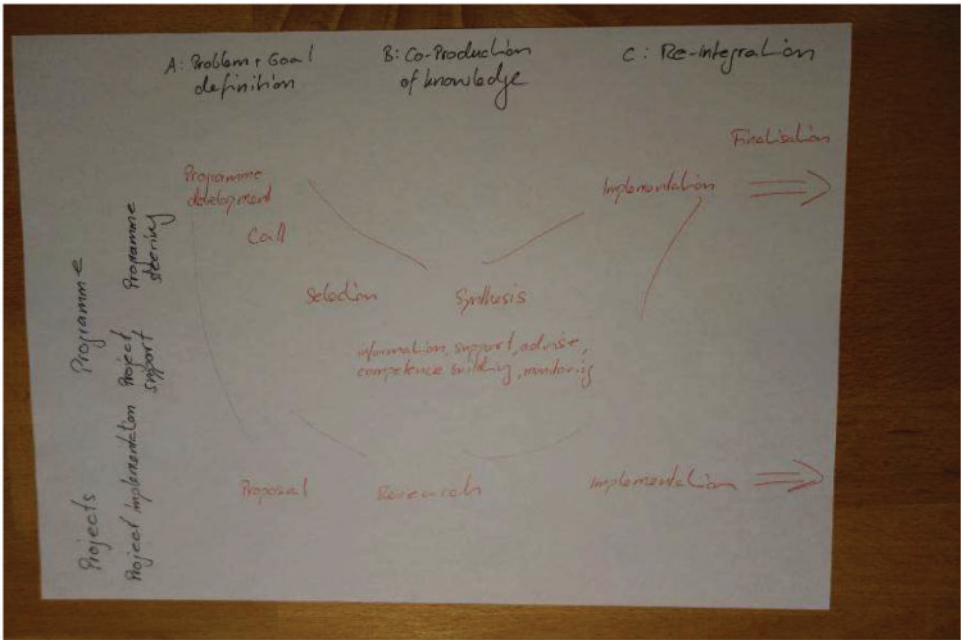 A: Problem + Goal
definition
B: Co-Production
of knowledge
C: Re-integration
Finalisation
Programme
development
Call
Implementation
Selection
Synthesis
information, support, advise,
competence building, monitoring
Proposal
Research
Implementation
Programme
Programme
steering
Project
support
Projects
Project implementation